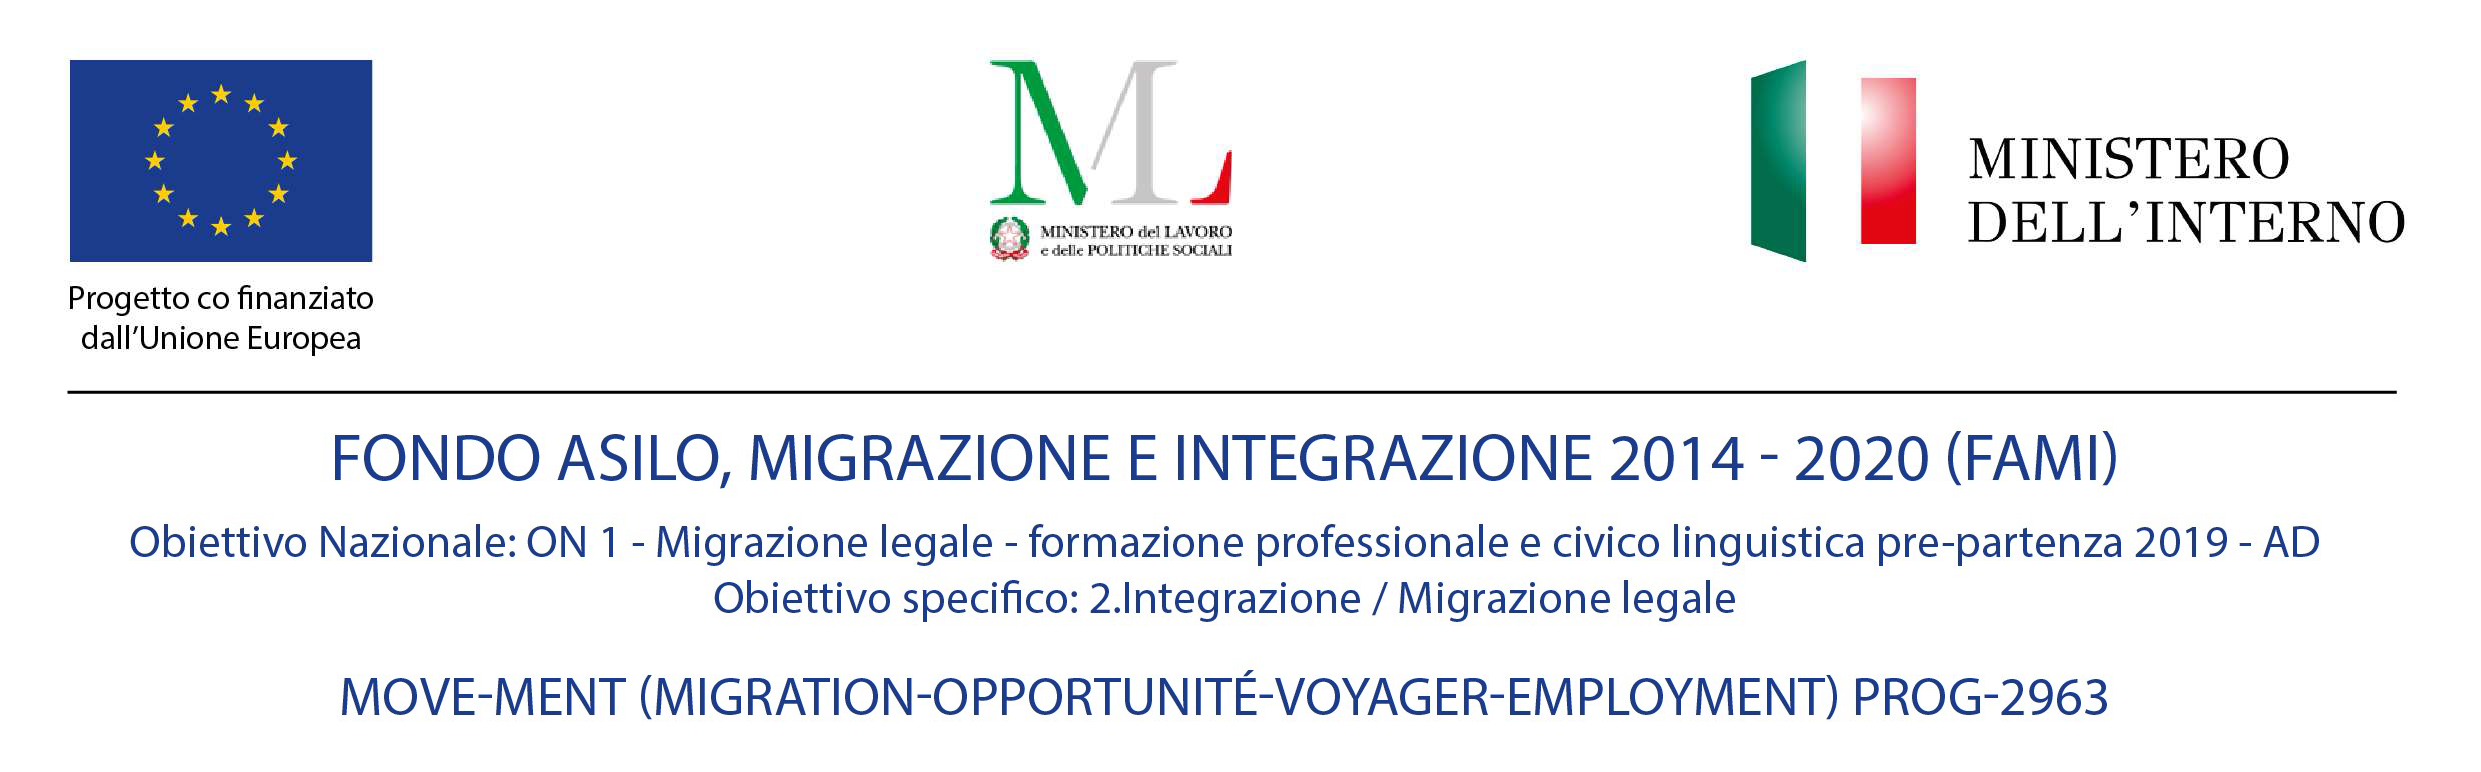 Progetto co finanziato
dall’Unione Europea
ML
MINISTERO del LAVORO
e delle POLITICHE SOCIALI
MINISTERO
DELL’INTERNO
FONDO ASILO, MIGRAZIONE E INTEGRAZIONE 2014 - 2020 (FAMI)
Obiettivo Nazionale: ON 1 - Migrazione legale - formazione professionale e civico linguistica pre-partenza 2019 - AD
Obiettivo specifico: 2.Integrazione / Migrazione legale
MOVE-MENT (MIGRATION-OPPORTUNITÉ-VOYAGER-EMPLOYMENT) PROG-2963